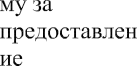 му за
предоставлен
ие